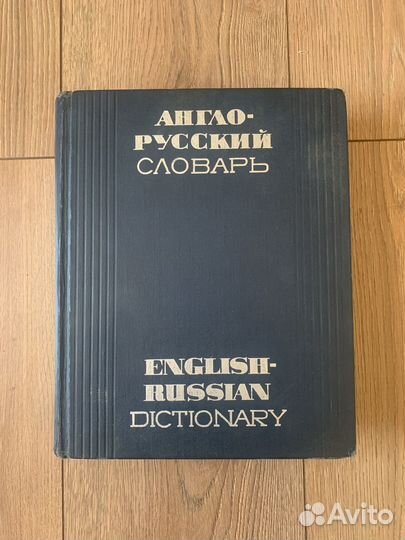 АНГЛО-
РУССКИЙ
СЛОВАРЬ
ENGLISH-
RUSSIAN
DICTIONARY
Avito